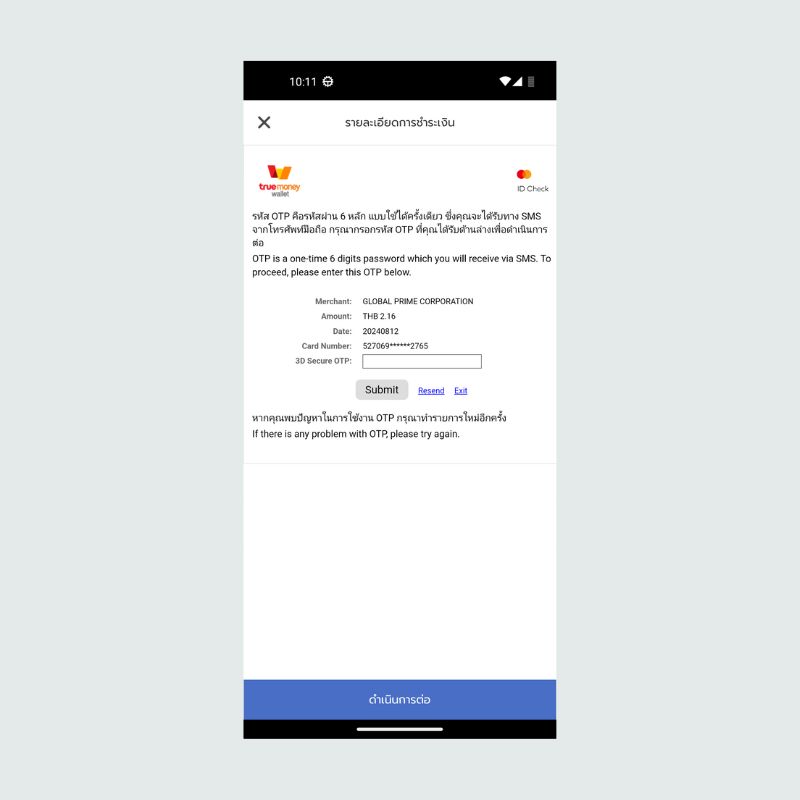 10:11
รายละเอียดการชำระเงิน
truemoney
wallet
ID Check
รหัส OTP คือรหัสผ่าน 6 หลัก แบบใช้ได้ครั้งเดียว ซึ่งคุณจะได้รับทาง SMS
จากโทรศัพท์มือถือ กรุณากรอกรหัส OTP ที่คุณได้รับด้านล่างเพื่อดำเนินการ
ต่อ
OTP is a one-time 6 digits password which you will receive via SMS. To
proceed, please enter this OTP below.
Merchant: GLOBAL PRIME CORPORATION
Amount: THB 2.16
Date: 20240812
Card Number: 527069******2765
3D Secure OTP:
Submit Resend Exit
หากคุณพบปัญหาในการใช้งาน OTP กรุณาทำรายการใหม่อีกครั้ง
If there is any problem with OTP, please try again.
ดำเนินการต่อ